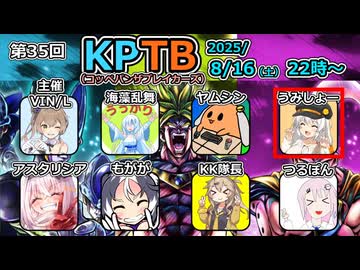 第35回
KPTB
(コッペパンザブレイカーズ)
2025/
8/16(土) 22時~
主催
VIN/L
海藻乱舞
ヤムシン
うみしょー
アスタリシア
もがが
KK隊長
つるぽん